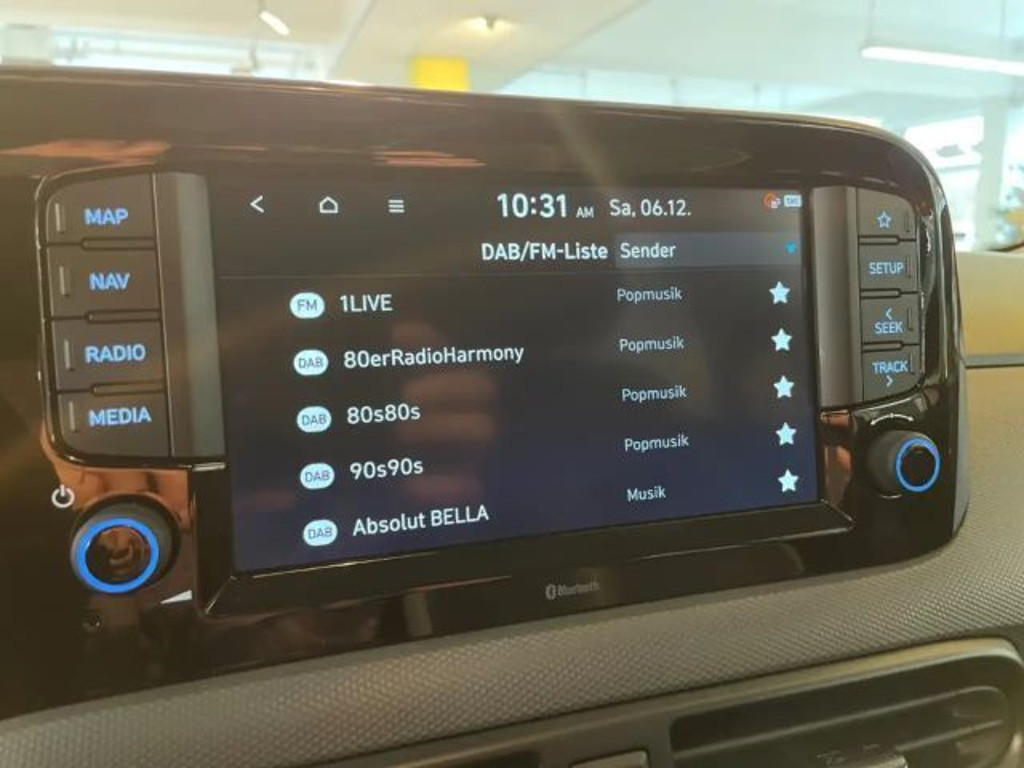 10:31 AM Sa, 06.12.
DAB/FM-Liste Sender
FM 1LIVE Popmusik
DAB 80erRadioHarmony Popmusik
DAB 80s80s Popmusik
DAB 90s90s Popmusik
DAB Absolut BELLA Musik
MAP
NAV
RADIO
MEDIA
SETUP
< SEEK
TRACK >
Bluetooth